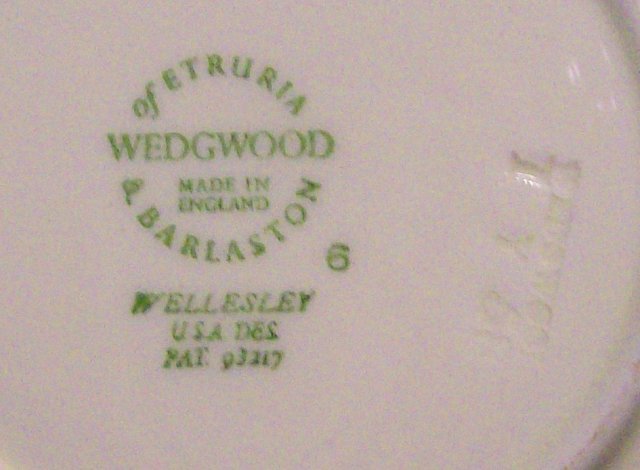 of ETRURIA
WEDGWOOD
MADE IN
ENGLAND
& BARLASTON
6
WELLESLEY
U.S.A. DES.
PAT. 93217